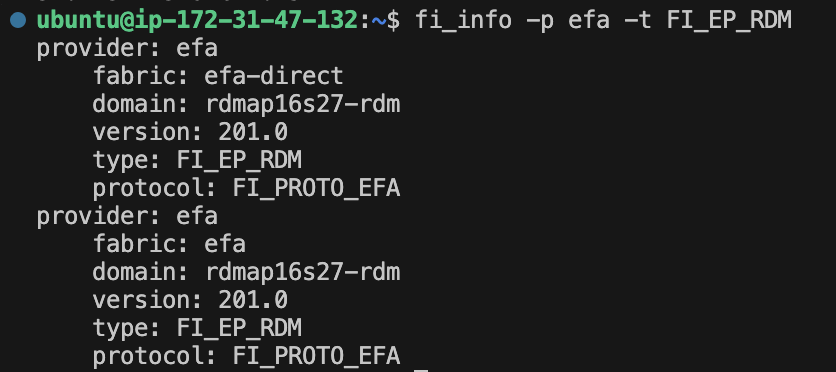 ubuntu@ip-172-31-47-132:~$ fi_info -p efa -t FI_EP_RDM
provider: efa
    fabric: efa-direct
    domain: rdmap16s27-rdm
    version: 201.0
    type: FI_EP_RDM
    protocol: FI_PROTO_EFA
provider: efa
    fabric: efa
    domain: rdmap16s27-rdm
    version: 201.0
    type: FI_EP_RDM
    protocol: FI_PROTO_EFA